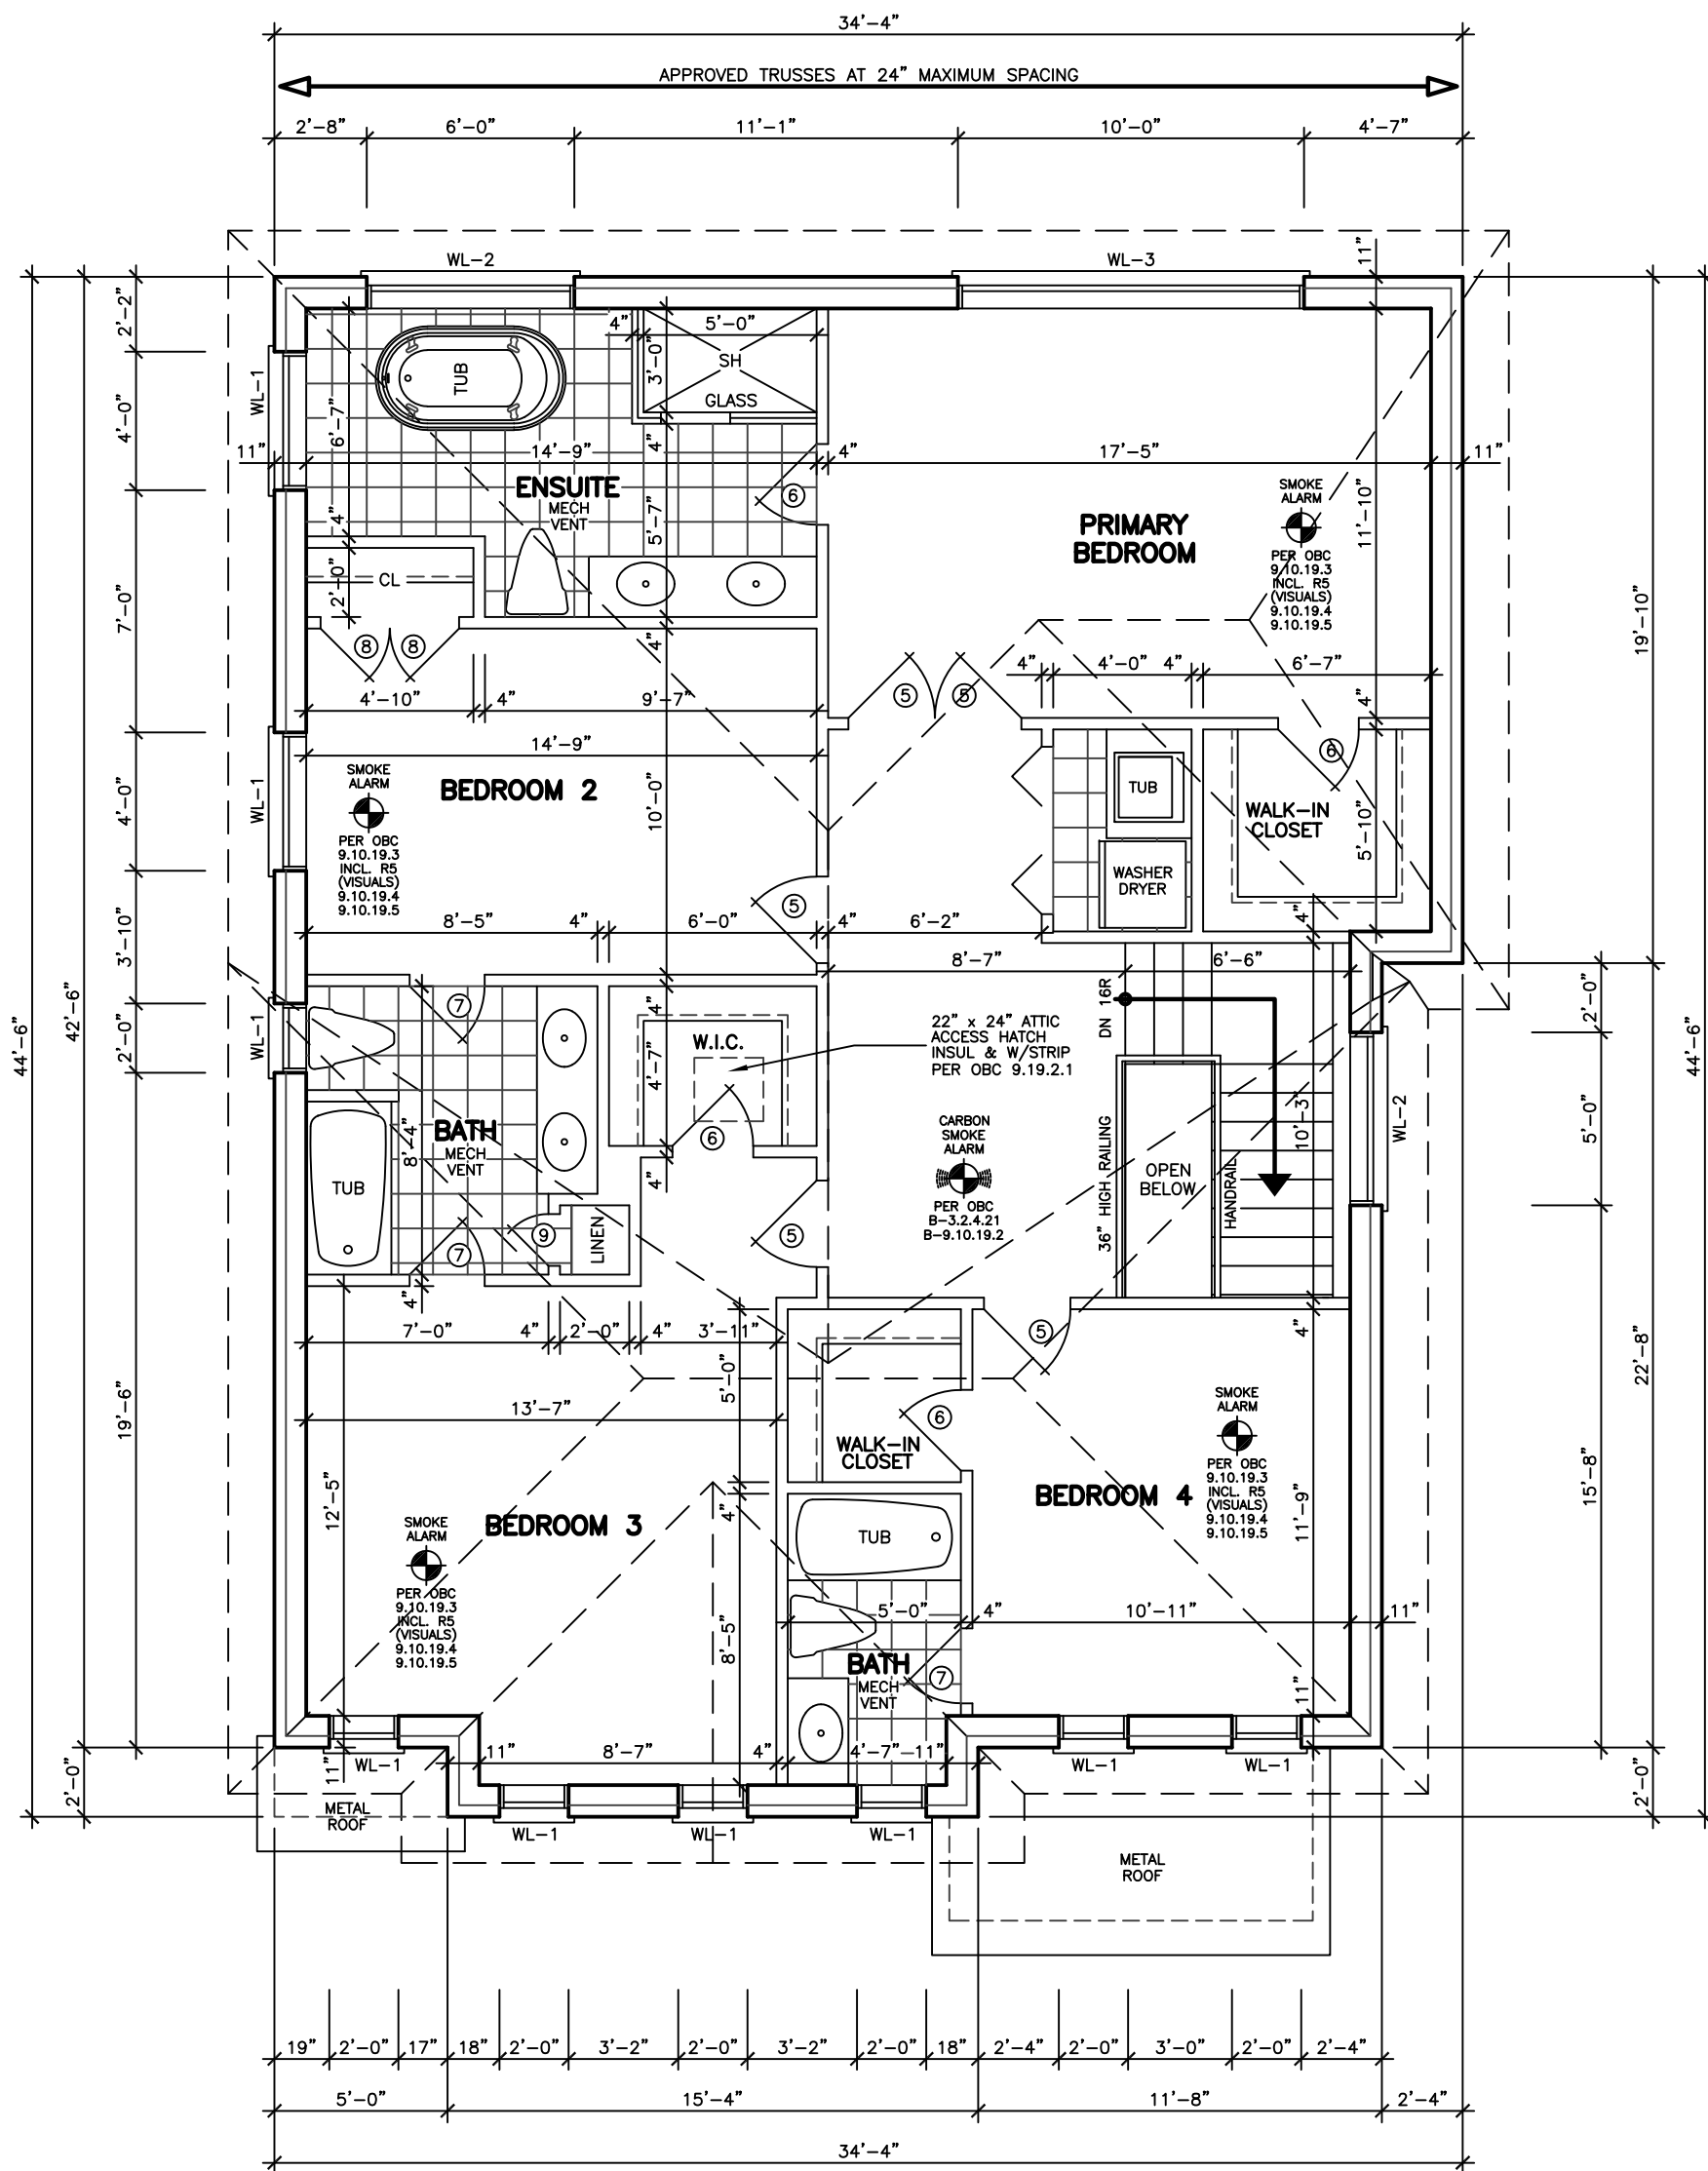 34'-4"
APPROVED TRUSSES AT 24" MAXIMUM SPACING
2'-8" 6'-0" 11'-1" 10'-0" 4'-7"
WL-2 WL-3
11"
44'-6"
42'-6"
2'-0"
2'-2"
4'-0"
7'-0"
4'-0"
3'-10"
2'-0"
19'-6"
WL-1
WL-1
WL-1
11"
6'-7"
4"
2'-0"
TUB
4" 5'-0"
3'-0"
SH
GLASS
4"
14'-9"
4"
17'-5"
11"
ENSUITE
MECH
VENT
5'-7"
6
CL
4"
8 8
4'-10" 4" 9'-7"
14'-9"
PRIMARY
BEDROOM
SMOKE
ALARM
PER OBC
9.10.19.3
INCL. R5
(VISUALS)
9.10.19.4
9.10.19.5
11'-10"
4"
5'-10"
4" 4'-0" 4" 6'-7"
5 5
6
TUB
WASHER
DRYER
WALK-IN
CLOSET
4"
BEDROOM 2
SMOKE
ALARM
PER OBC
9.10.19.3
INCL. R5
(VISUALS)
9.10.19.4
9.10.19.5
10'-0"
5
8'-5" 4" 6'-0" 4" 6'-2"
8'-7" 6'-6"
7
4"
W.I.C.
4'-7"
6
4"
22" x 24" ATTIC
ACCESS HATCH
INSUL & W/STRIP
PER OBC 9.19.2.1
DN 16R
CARBON
SMOKE
ALARM
PER OBC
B-3.2.4.21
B-9.10.19.2
36" HIGH RAILING
OPEN
BELOW
HANDRAIL
10'-3"
WL-2
BATH
MECH
VENT
8'-4"
TUB
7
9
LINEN
5
4"
7'-0" 4" 2'-0" 4" 3'-11"
5'-0"
13'-7"
5
4"
6
WALK-IN
CLOSET
4"
12'-5"
BEDROOM 3
SMOKE
ALARM
PER OBC
9.10.19.3
INCL. R5
(VISUALS)
9.10.19.4
9.10.19.5
8'-5"
TUB
BEDROOM 4
SMOKE
ALARM
PER OBC
9.10.19.3
INCL. R5
(VISUALS)
9.10.19.4
9.10.19.5
11'-9"
5'-0" 4" 10'-11" 11"
BATH
MECH
VENT
7
11"
11"
11" 8'-7" 4" 4'-7" 11"
WL-1 WL-1 WL-1
WL-1 WL-1 WL-1
METAL
ROOF
METAL
ROOF
19'-10"
22'-8"
2'-0"
44'-6"
2'-0"
5'-0"
15'-8"
19" 2'-0" 17" 18" 2'-0" 3'-2" 2'-0" 3'-2" 2'-0" 18" 2'-4" 2'-0" 3'-0" 2'-0" 2'-4"
5'-0" 15'-4" 11'-8" 2'-4"
34'-4"